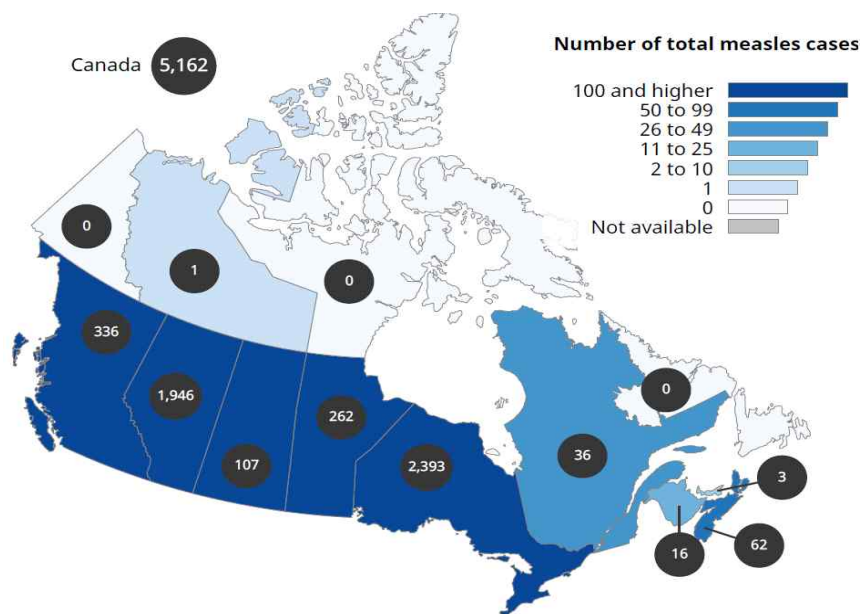 Number of total measles cases
Canada 5,162
100 and higher
50 to 99
26 to 49
11 to 25
2 to 10
1
0
Not available
0
1
0
336
1,946
107
262
2,393
36
0
3
16
62